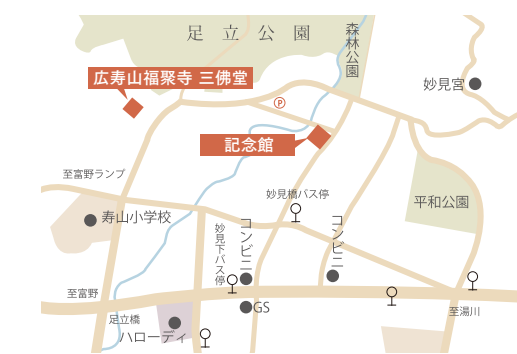 足立公園
森林公園
広寿山福聚寺 三佛堂
妙見宮
P
記念館
至富野ランプ
妙見橋バス停
平和公園
寿山小学校
妙見下バス停
コンビニ
コンビニ
至富野
GS
至湯川
足立橋
ハローディ